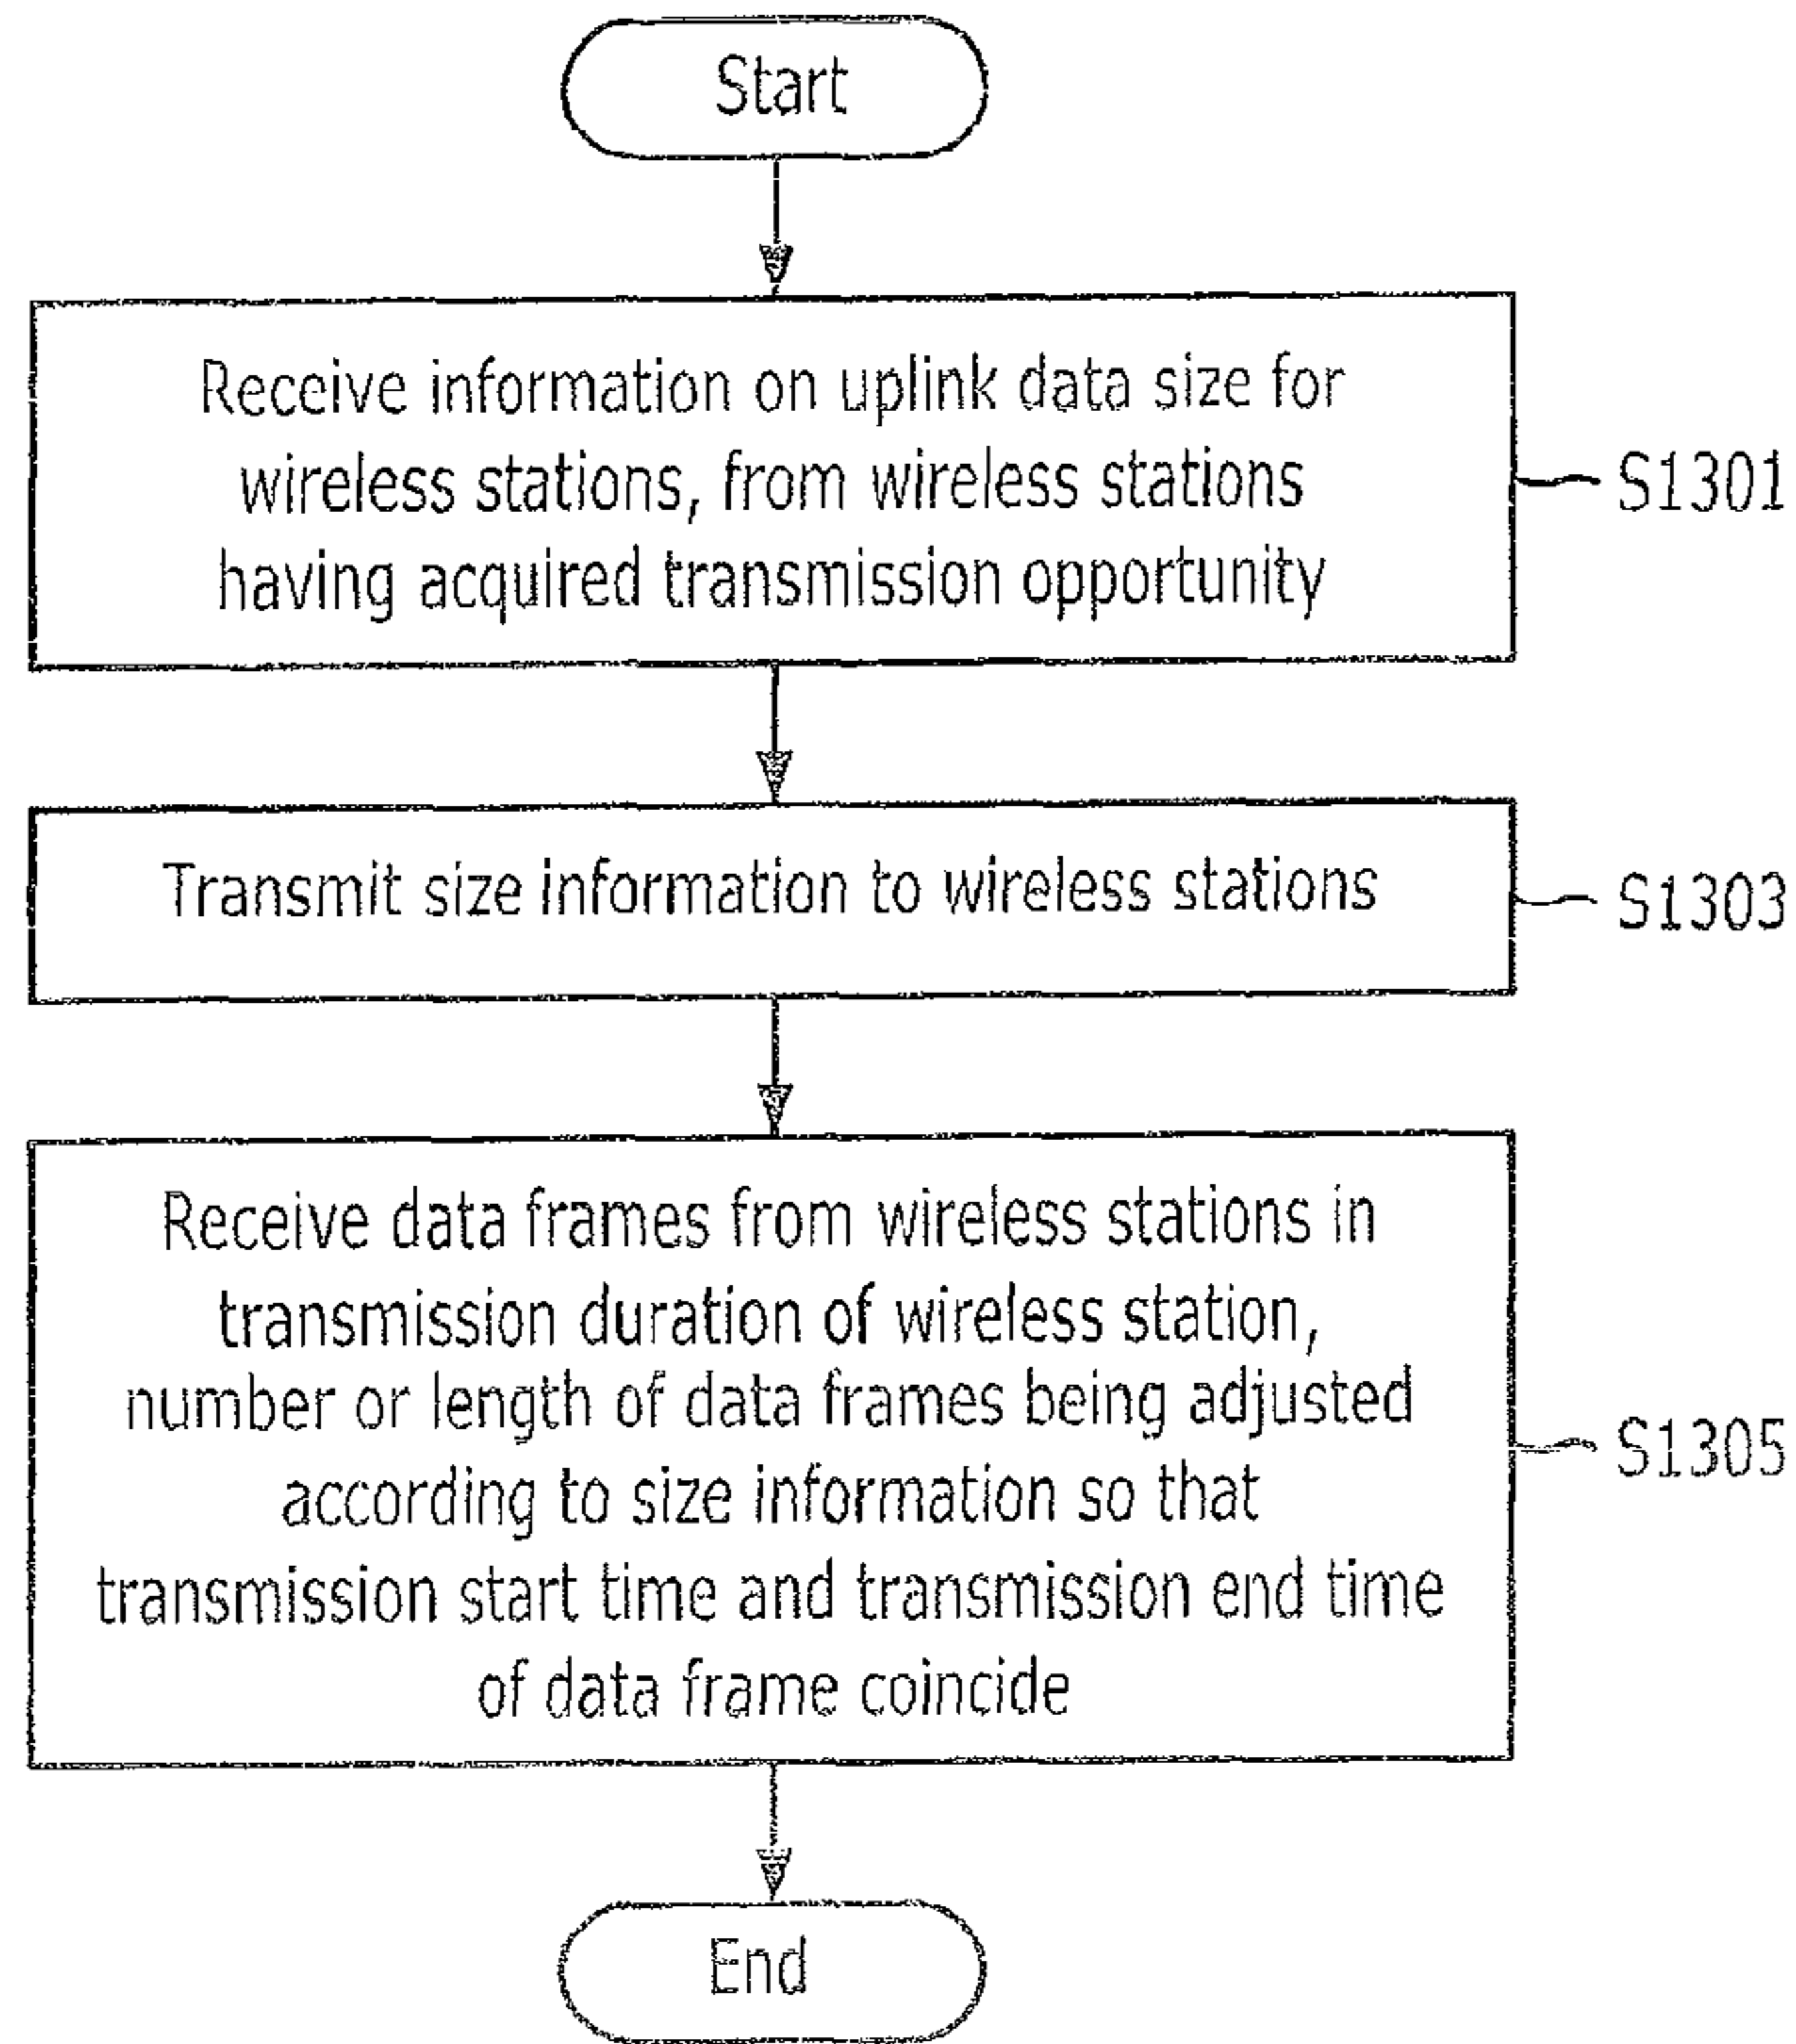 Start
Receive information on uplink data size for
wireless stations, from wireless stations
having acquired transmission opportunity
S1301
Transmit size information to wireless stations
S1303
Receive data frames from wireless stations in
transmission duration of wireless station,
number or length of data frames being adjusted
according to size information so that
transmission start time and transmission end time
of data frame coincide
S1305
End